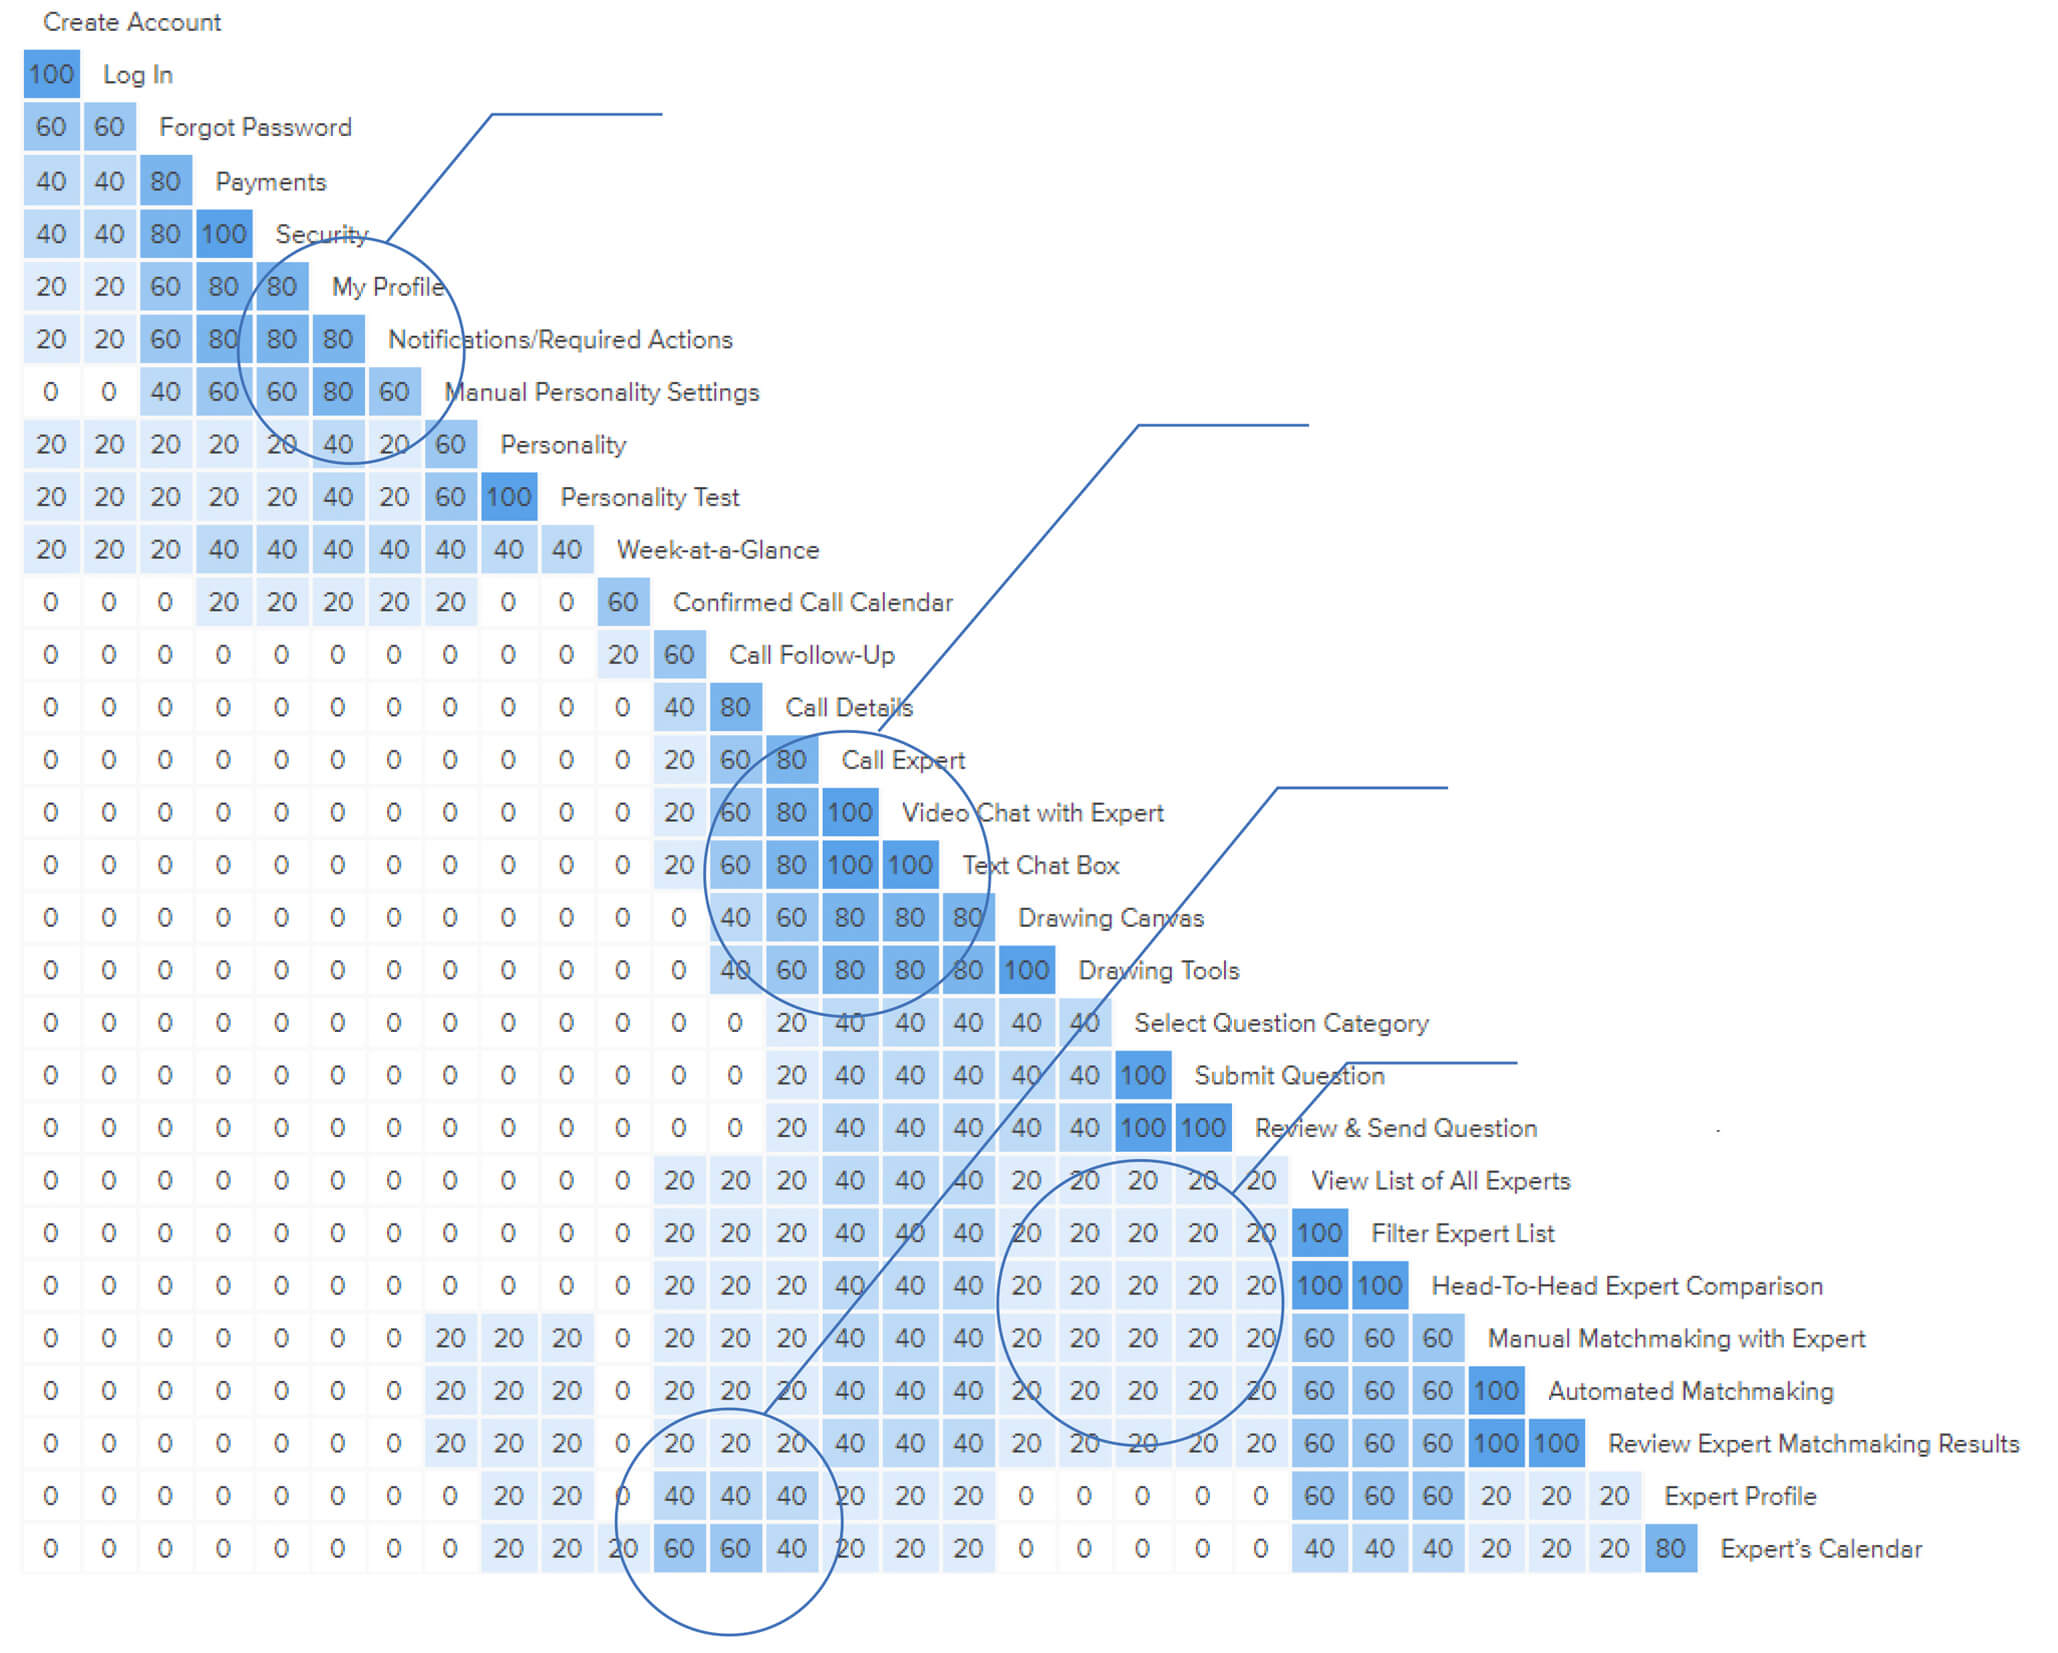 Create Account
100 Log In
60 60 Forgot Password
40 40 80 Payments
40 40 80 100 Security
20 20 60 80 80 My Profile
20 20 60 80 80 80 Notifications/Required Actions
0 0 40 60 60 80 60 Manual Personality Settings
20 20 20 20 20 40 20 60 Personality
20 20 20 20 20 40 20 60 100 Personality Test
20 20 20 40 40 40 40 40 40 40 Week-at-a-Glance
0 0 0 20 20 20 20 20 0 0 60 Confirmed Call Calendar
0 0 0 0 0 0 0 0 0 0 20 60 Call Follow-Up
0 0 0 0 0 0 0 0 0 0 0 40 80 Call Details
0 0 0 0 0 0 0 0 0 0 0 20 60 80 Call Expert
0 0 0 0 0 0 0 0 0 0 0 20 60 80 100 Video Chat with Expert
0 0 0 0 0 0 0 0 0 0 0 20 60 80 100 100 Text Chat Box
0 0 0 0 0 0 0 0 0 0 0 0 40 60 80 80 80 Drawing Canvas
0 0 0 0 0 0 0 0 0 0 0 0 40 60 80 80 80 100 Drawing Tools
0 0 0 0 0 0 0 0 0 0 0 0 0 20 40 40 40 40 40 Select Question Category
0 0 0 0 0 0 0 0 0 0 0 0 0 20 40 40 40 40 40 100 Submit Question
0 0 0 0 0 0 0 0 0 0 0 0 0 20 40 40 40 40 40 100 100 Review & Send Question
0 0 0 0 0 0 0 0 0 0 0 20 20 20 40 40 40 20 20 20 20 20 View List of All Experts
0 0 0 0 0 0 0 0 0 0 0 20 20 20 40 40 40 20 20 20 20 20 100 Filter Expert List
0 0 0 0 0 0 0 0 0 0 0 20 20 20 40 40 40 20 20 20 20 20 100 100 Head-To-Head Expert Comparison
0 0 0 0 0 0 0 20 20 20 0 20 20 20 40 40 40 20 20 20 20 20 60 60 60 Manual Matchmaking with Expert
0 0 0 0 0 0 0 20 20 20 0 20 20 20 40 40 40 20 20 20 20 20 60 60 60 100 Automated Matchmaking
0 0 0 0 0 0 0 20 20 20 0 20 20 20 40 40 40 20 20 20 20 20 60 60 60 100 100 Review Expert Matchmaking Results
0 0 0 0 0 0 0 0 20 20 0 40 40 40 20 20 20 0 0 0 0 0 60 60 60 20 20 20 Expert Profile
0 0 0 0 0 0 0 0 20 20 20 60 60 40 20 20 20 0 0 0 0 0 40 40 40 20 20 20 80 Expert's Calendar